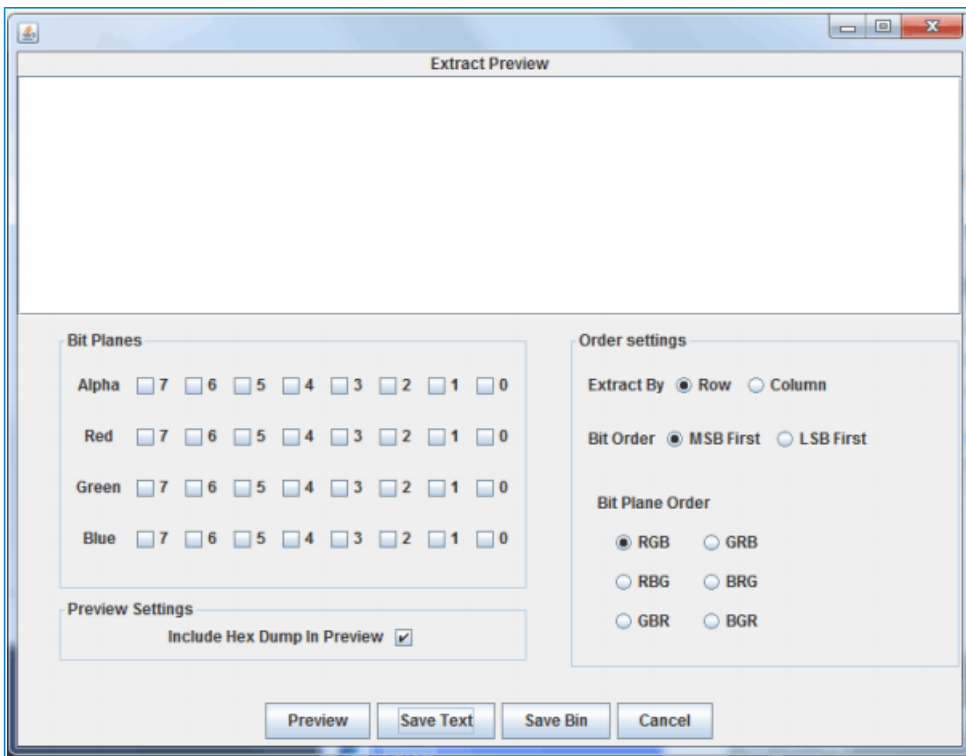 Extract Preview
Bit Planes
Alpha 7 6 5 4 3 2 1 0
Red 7 6 5 4 3 2 1 0
Green 7 6 5 4 3 2 1 0
Blue 7 6 5 4 3 2 1 0
Preview Settings
Include Hex Dump In Preview
Order settings
Extract By Row Column
Bit Order MSB First LSB First
Bit Plane Order
RGB GRB
RBG BRG
GBR BGR
Preview Save Text Save Bin Cancel